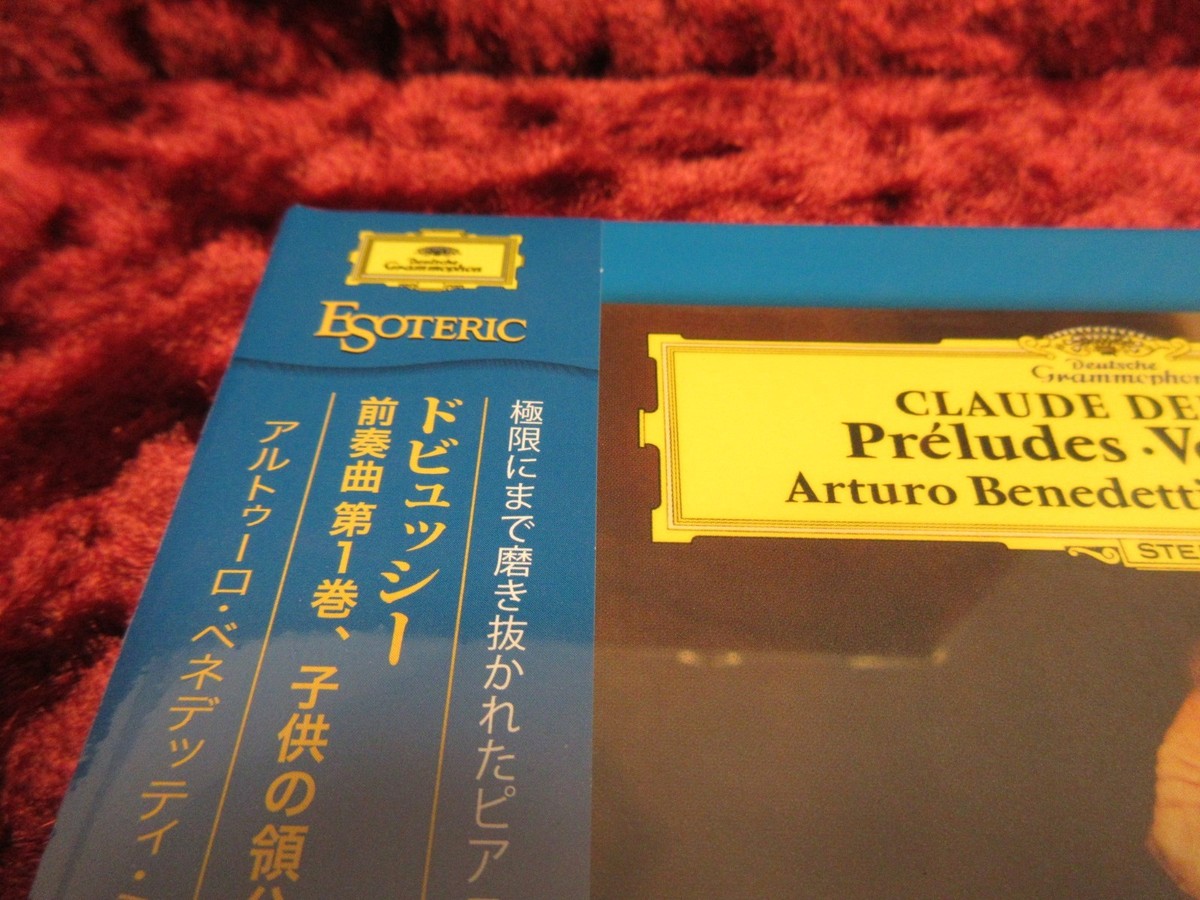 Deutsche
Grammophon
ESOTERIC
極限にまで磨き抜かれたピア
ドビュッシー
前奏曲 第1巻、子供の領
アルトゥーロ・ベネデッティ・
Deutsche
Grammophon
CLAUDE DE
Préludes · Vo
Arturo Benedetti
STE